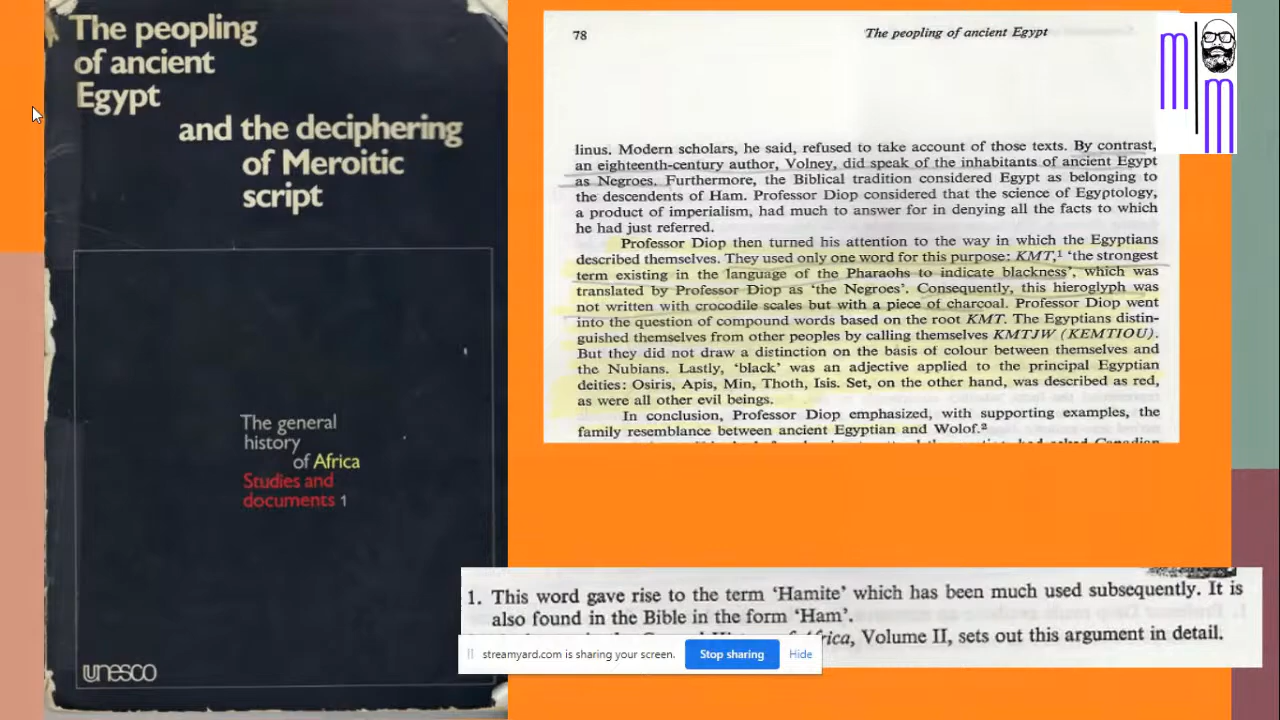 The peopling
of ancient
Egypt
and the deciphering
of Meroitic
script
The general
history
of Africa
Studies and
documents 1
unesco
78
The peopling of ancient Egypt
linus. Modern scholars, he said, refused to take account of those texts. By contrast,
an eighteenth-century author, Volney, did speak of the inhabitants of ancient Egypt
as Negroes. Furthermore, the Biblical tradition considered Egypt as belonging to
the descendents of Ham. Professor Diop considered that the science of Egyptology,
a product of imperialism, had much to answer for in denying all the facts to which
he had just referred.
Professor Diop then turned his attention to the way in which the Egyptians
described themselves. They used only one word for this purpose: KMT,¹ 'the strongest
term existing in the language of the Pharaohs to indicate blackness', which was
translated by Professor Diop as 'the Negroes'. Consequently, this hieroglyph was
not written with crocodile scales but with a piece of charcoal. Professor Diop went
into the question of compound words based on the root KMT. The Egyptians distin-
guished themselves from other peoples by calling themselves KMTJW (KEMTIOU).
But they did not draw a distinction on the basis of colour between themselves and
the Nubians. Lastly, 'black' was an adjective applied to the principal Egyptian
deities: Osiris, Apis, Min, Thoth, Isis. Set, on the other hand, was described as red,
as were all other evil beings.
In conclusion, Professor Diop emphasized, with supporting examples, the
family resemblance between ancient Egyptian and Wolof.²
m
m
1. This word gave rise to the term 'Hamite' which has been much used subsequently. It is
also found in the Bible in the form 'Ham'.
Africa, Volume II, sets out this argument in detail.
streamyard.com is sharing your screen.
Stop sharing
Hide